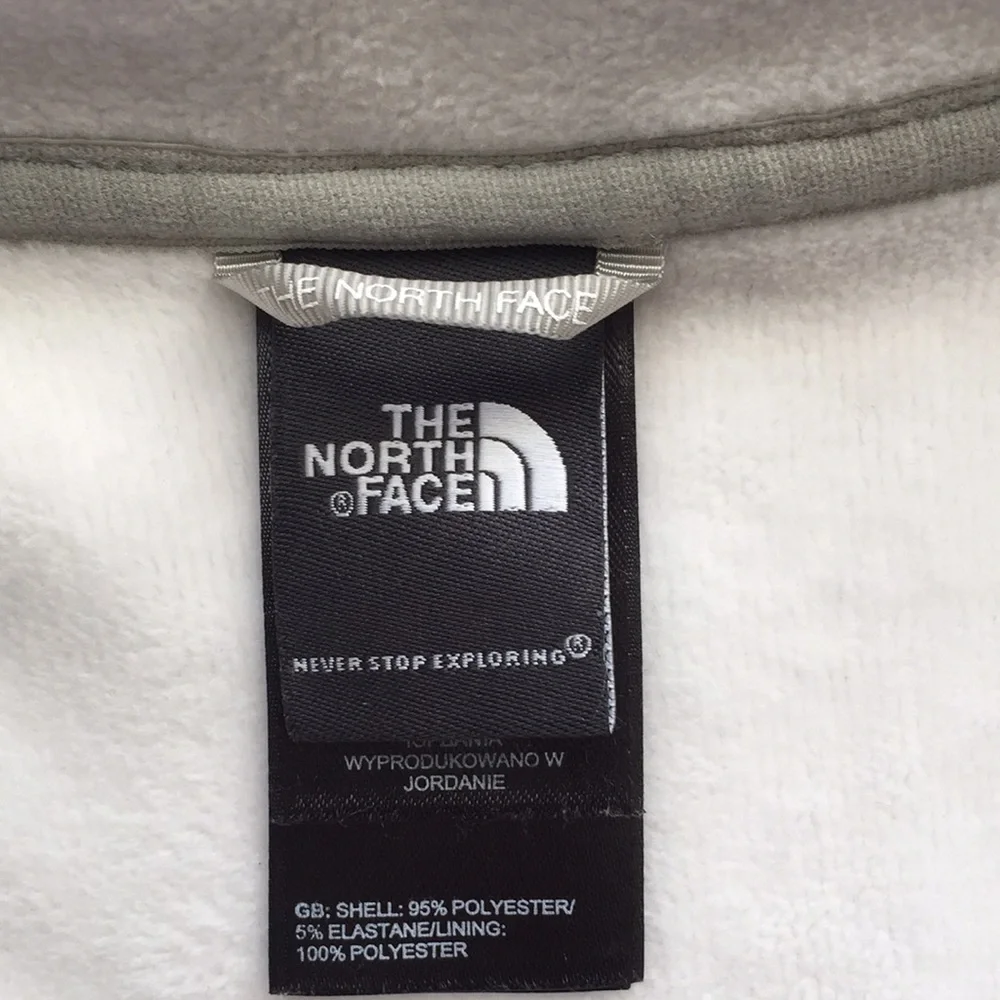 THE NORTH FACE
THE
NORTH
®FACE
NEVER STOP EXPLORING®
WYPRODUKOWANO W
JORDANIE
GB: SHELL: 95% POLYESTER/
5% ELASTANE/LINING:
100% POLYESTER